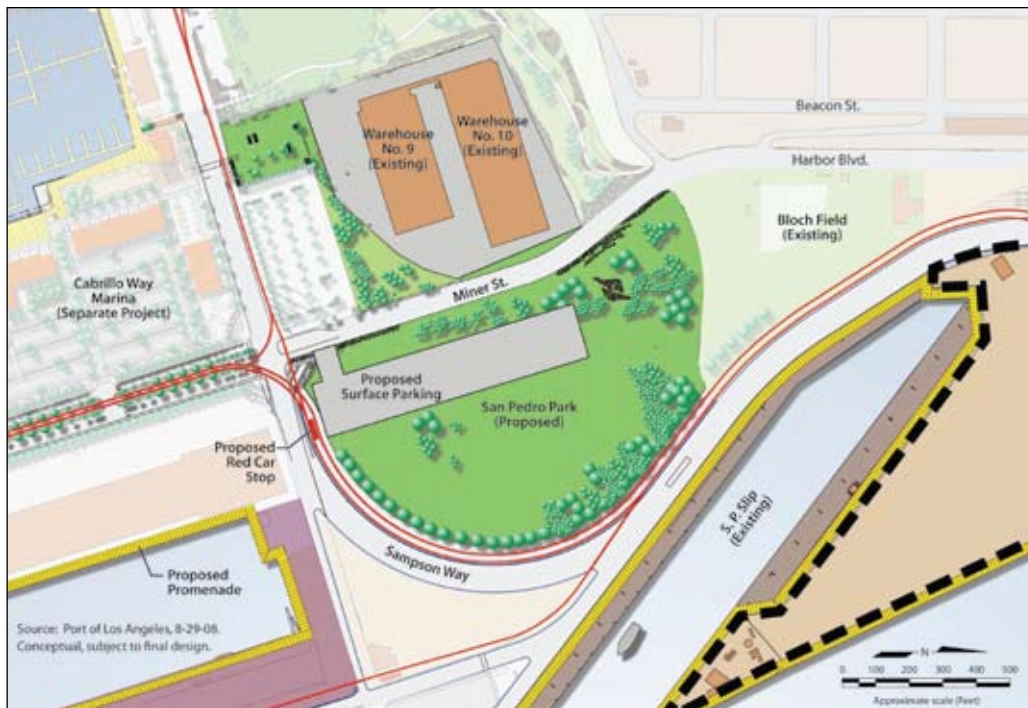 Beacon St.
Harbor Blvd.
Warehouse
No. 9
(Existing)
Warehouse
No. 10
(Existing)
Bloch Field
(Existing)
Cabrillo Way
Marina
(Separate Project)
Miner St.
Proposed
Surface Parking
San Pedro Park
(Proposed)
Proposed
Red Car
Stop
S. P. Slip
(Existing)
Sampson Way
Proposed
Promenade
Source: Port of Los Angeles, 8-29-08.
Conceptual, subject to final design.
N
0 100 200 300 400 500
Approximate scale (Feet)